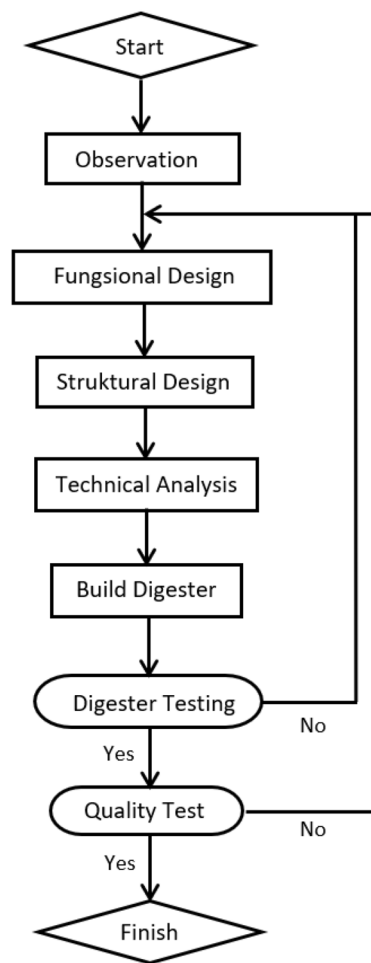 Start
Observation
Fungsional Design
Struktural Design
Technical Analysis
Build Digester
Digester Testing
No
Yes
Quality Test
No
Yes
Finish